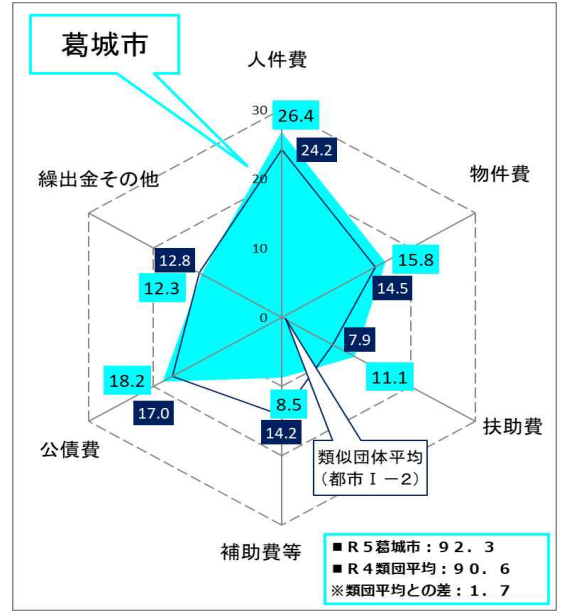 葛城市
人件費
30
26.4
24.2
20
繰出金その他
物件費
10
12.8
12.3
15.8
14.5
0
7.9
11.1
18.2
17.0
8.5
14.2
公債費
扶助費
類似団体平均
（都市Ⅰ－２）
補助費等
■Ｒ５葛城市：９２．３
■Ｒ４類団平均：９０．６
※類団平均との差：１．７